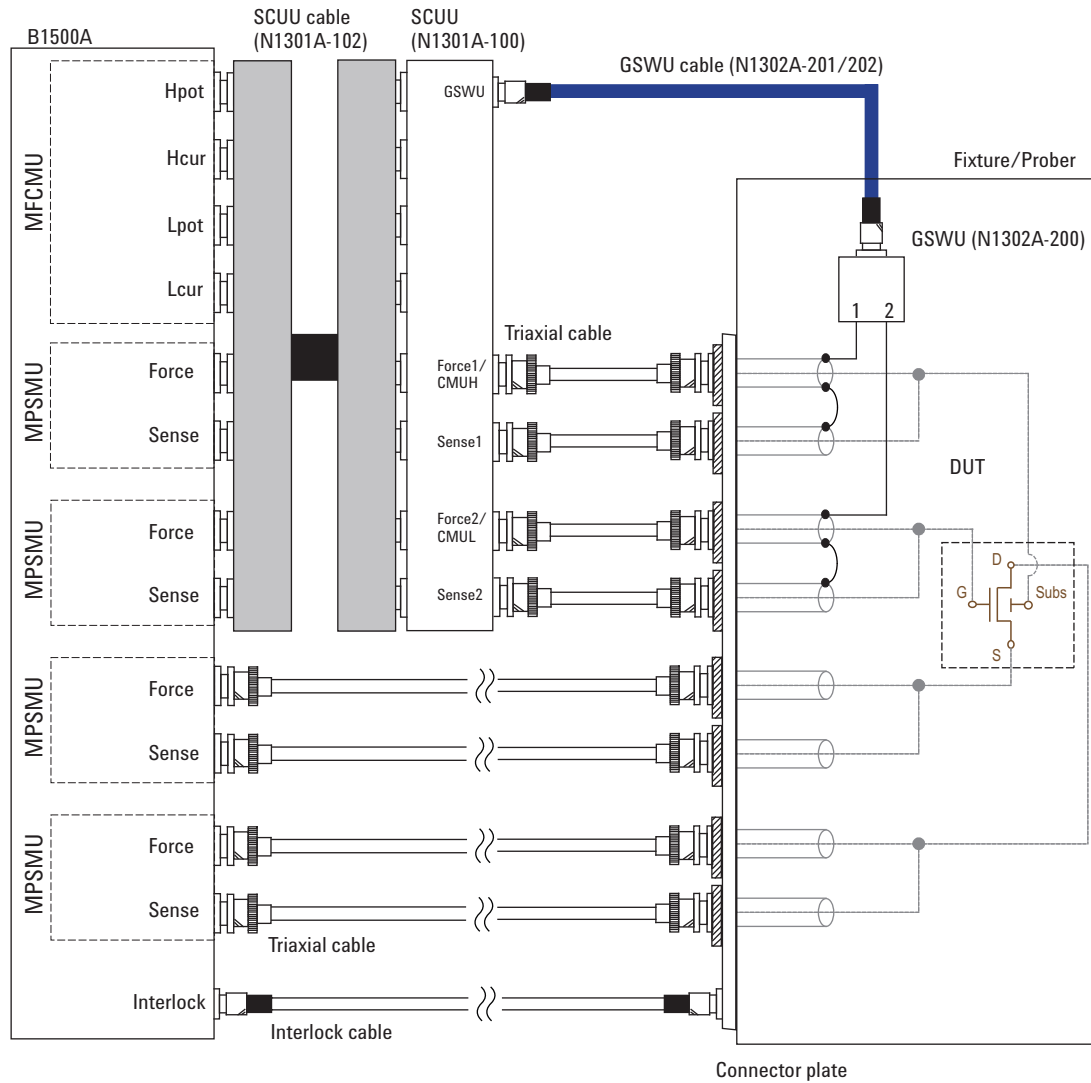 B1500A
SCUU cable
(N1301A-102)
SCUU
(N1301A-100)
GSWU cable (N1302A-201/202)
Fixture/Prober
GSWU (N1302A-200)
MFCMU
Hpot
Hcur
Lpot
Lcur
GSWU
1 2
Triaxial cable
MPSMU
Force
Sense
Force1/
CMUH
Sense1
MPSMU
Force
Sense
Force2/
CMUL
Sense2
DUT
D
G
Subs
S
MPSMU
Force
Sense
MPSMU
Force
Sense
Triaxial cable
Interlock
Interlock cable
Connector plate